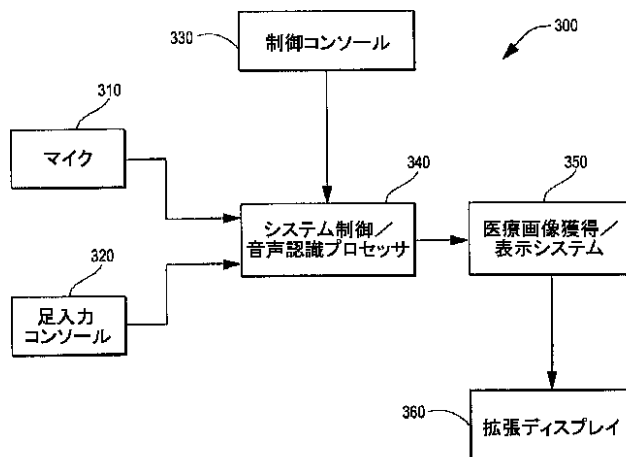 330
制御コンソール
300
310
マイク
340
システム制御／
音声認識プロセッサ
350
医療画像獲得／
表示システム
320
足入力
コンソール
360
拡張ディスプレイ